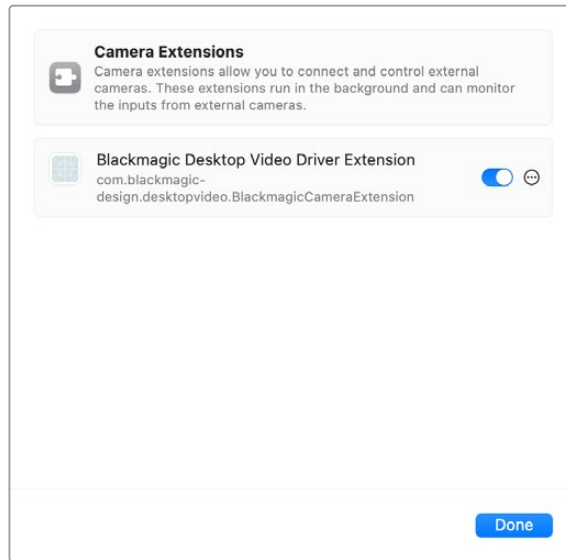 Camera Extensions
Camera extensions allow you to connect and control external
cameras. These extensions run in the background and can monitor
the inputs from external cameras.
Blackmagic Desktop Video Driver Extension
com.blackmagic-
design.desktopvideo.BlackmagicCameraExtension
Done